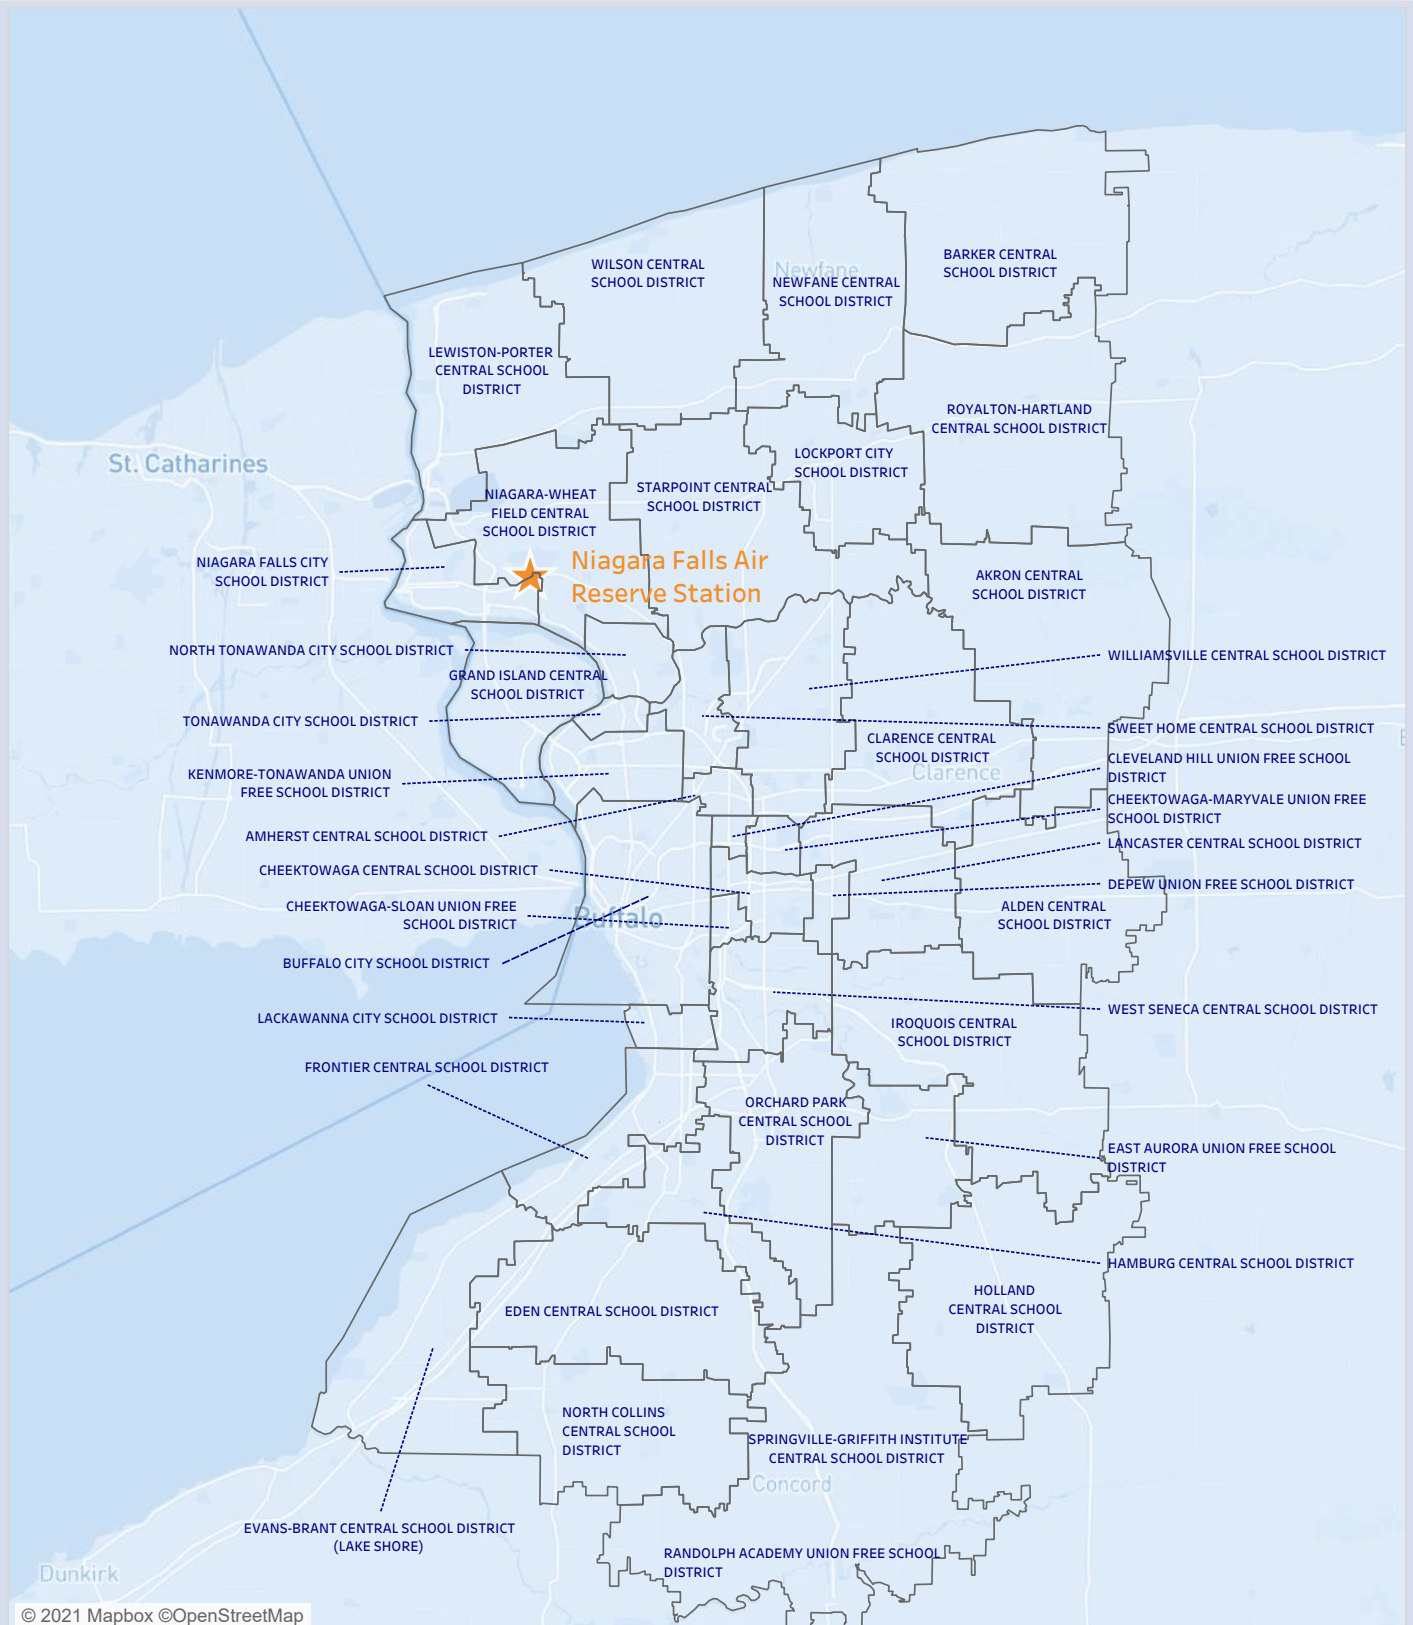 WILSON CENTRAL
SCHOOL DISTRICT
Newfane
NEWFANE CENTRAL
SCHOOL DISTRICT
BARKER CENTRAL
SCHOOL DISTRICT
LEWISTON-PORTER
CENTRAL SCHOOL
DISTRICT
ROYALTON-HARTLAND
CENTRAL SCHOOL DISTRICT
St. Catharines
LOCKPORT CITY
SCHOOL DISTRICT
NIAGARA-WHEAT
FIELD CENTRAL
SCHOOL DISTRICT
STARPOINT CENTRAL
SCHOOL DISTRICT
NIAGARA FALLS CITY
SCHOOL DISTRICT
Niagara Falls Air
Reserve Station
AKRON CENTRAL
SCHOOL DISTRICT
NORTH TONAWANDA CITY SCHOOL DISTRICT
WILLIAMSVILLE CENTRAL SCHOOL DISTRICT
GRAND ISLAND CENTRAL
SCHOOL DISTRICT
TONAWANDA CITY SCHOOL DISTRICT
SWEET HOME CENTRAL SCHOOL DISTRICT
CLARENCE CENTRAL
SCHOOL DISTRICT
Clarence
CLEVELAND HILL UNION FREE SCHOOL
DISTRICT
KENMORE-TONAWANDA UNION
FREE SCHOOL DISTRICT
CHEEKTOWAGA-MARYVALE UNION FREE
SCHOOL DISTRICT
AMHERST CENTRAL SCHOOL DISTRICT
LANCASTER CENTRAL SCHOOL DISTRICT
CHEEKTOWAGA CENTRAL SCHOOL DISTRICT
DEPEW UNION FREE SCHOOL DISTRICT
CHEEKTOWAGA-SLOAN UNION FREE
SCHOOL DISTRICT
Buffalo
ALDEN CENTRAL
SCHOOL DISTRICT
BUFFALO CITY SCHOOL DISTRICT
WEST SENECA CENTRAL SCHOOL DISTRICT
LACKAWANNA CITY SCHOOL DISTRICT
IROQUOIS CENTRAL
SCHOOL DISTRICT
FRONTIER CENTRAL SCHOOL DISTRICT
ORCHARD PARK
CENTRAL SCHOOL
DISTRICT
EAST AURORA UNION FREE SCHOOL
DISTRICT
HAMBURG CENTRAL SCHOOL DISTRICT
HOLLAND
CENTRAL SCHOOL
DISTRICT
EDEN CENTRAL SCHOOL DISTRICT
NORTH COLLINS
CENTRAL SCHOOL
DISTRICT
SPRINGVILLE-GRIFFITH INSTITUTE
CENTRAL SCHOOL DISTRICT
Concord
EVANS-BRANT CENTRAL SCHOOL DISTRICT
(LAKE SHORE)
RANDOLPH ACADEMY UNION FREE SCHOOL
DISTRICT
Dunkirk
© 2021 Mapbox ©OpenStreetMap